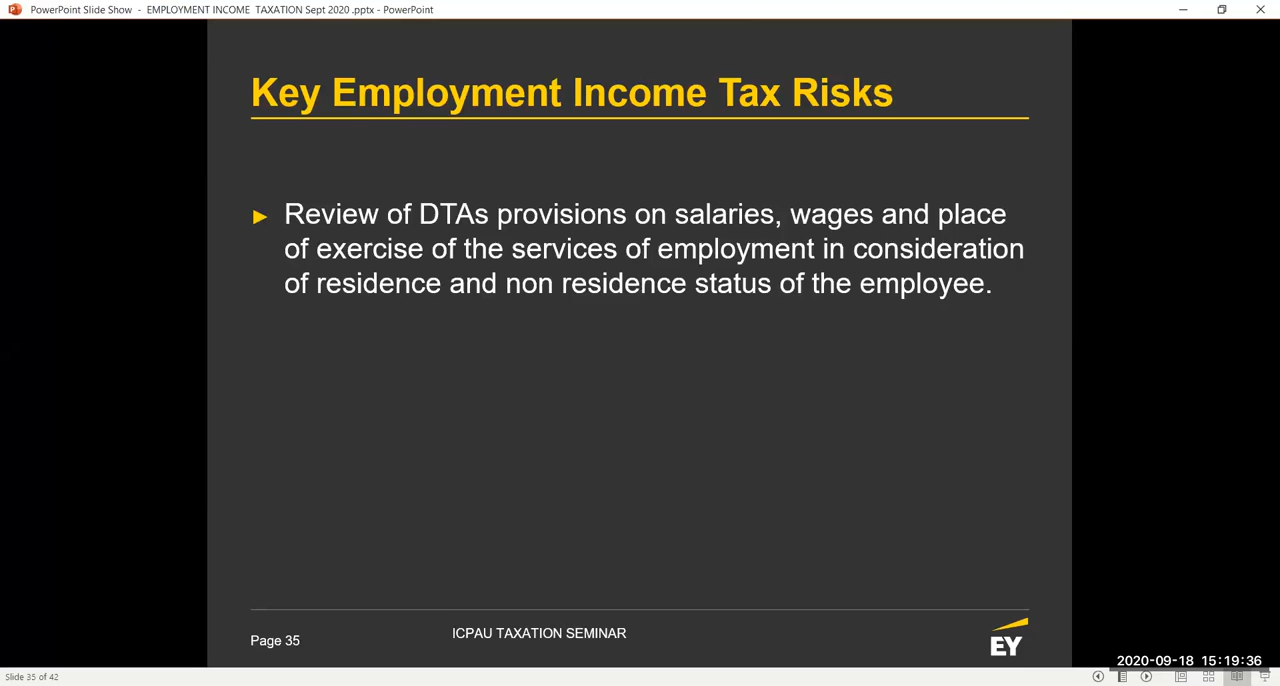 PowerPoint Slide Show - EMPLOYMENT INCOME TAXATION Sept 2020 .pptx - PowerPoint
Key Employment Income Tax Risks
► Review of DTAs provisions on salaries, wages and place
of exercise of the services of employment in consideration
of residence and non residence status of the employee.
Page 35
ICPAU TAXATION SEMINAR
EY
2020-09-18 15:19:36
Slide 35 of 42